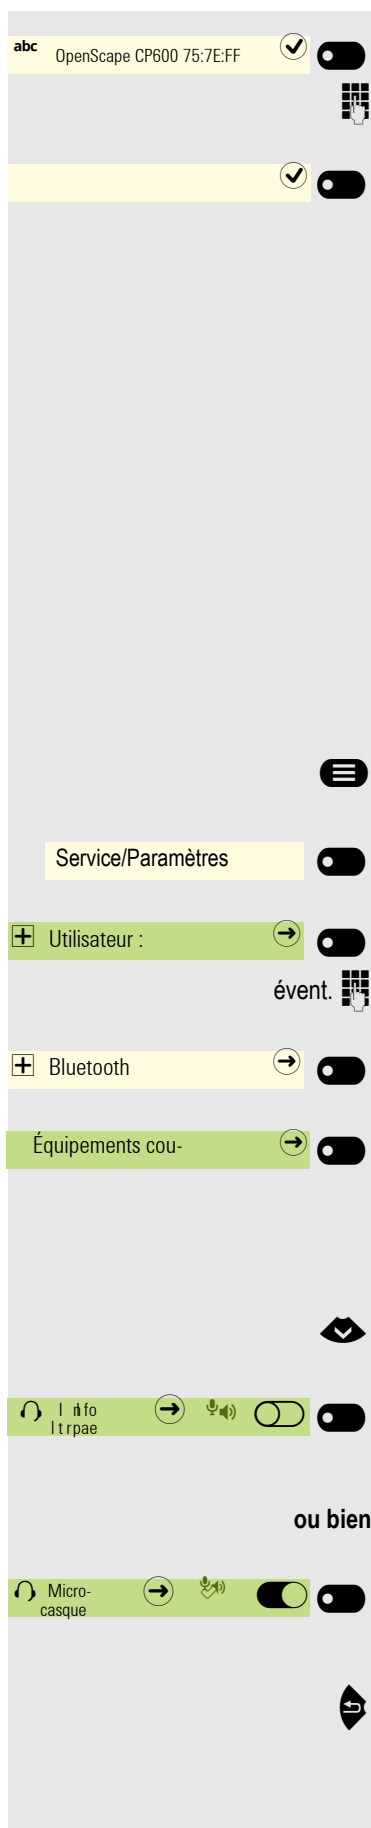 abc OpenScape CP600 75:7E:FF
Service/Paramètres
Utilisateur :
évent.
Bluetooth
Équipements cou-
ou bien
Micro-
casque